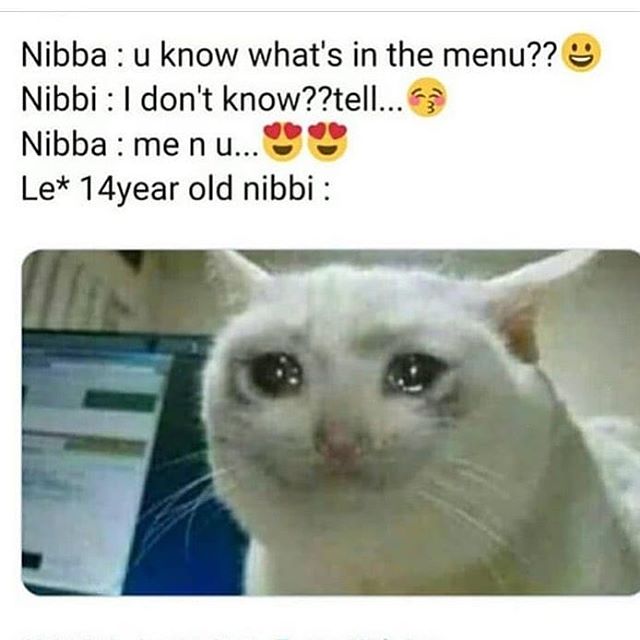 Nibba : u know what's in the menu??😃
Nibbi : I don't know??tell...😚
Nibba : me n u...😍😍
Le* 14year old nibbi :